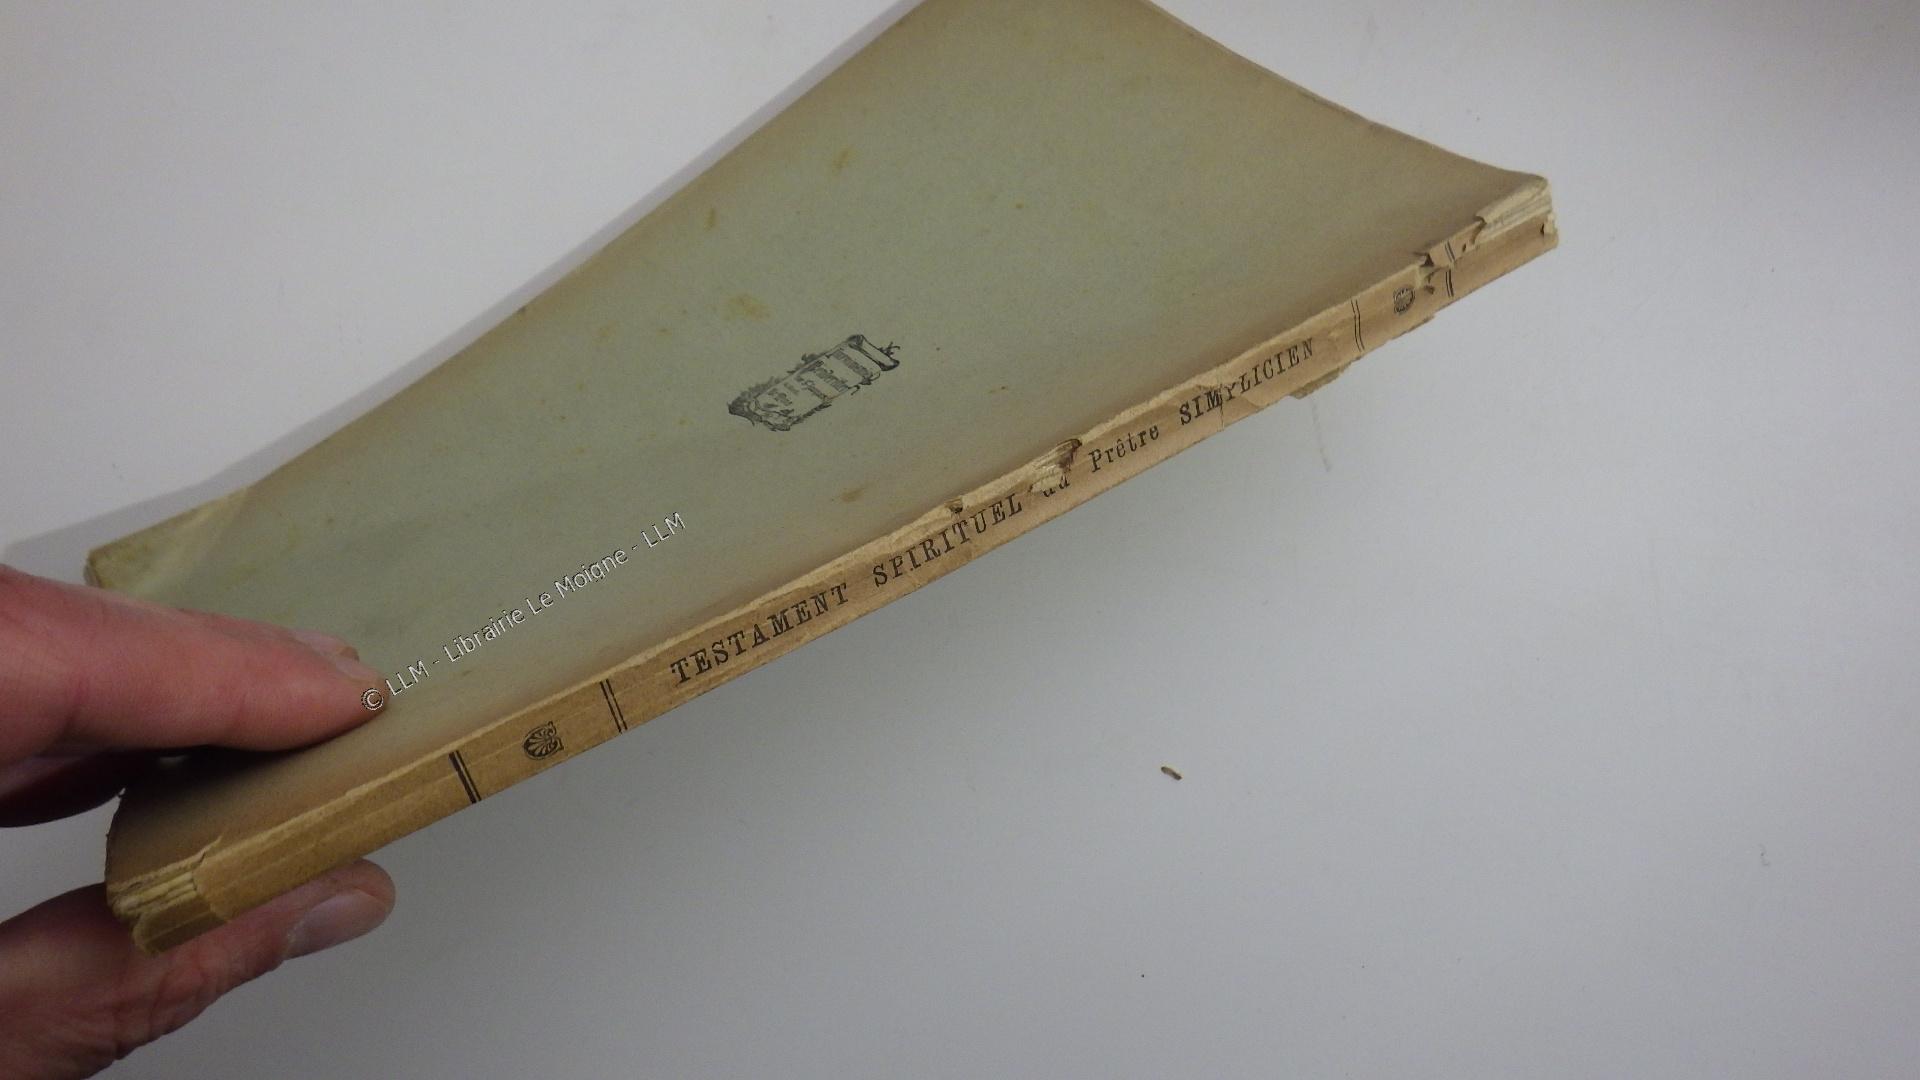 TESTAMENT SPIRITUEL du Prêtre SIMPLICIEN
© LLM - Librairie Le Moigne - LLM